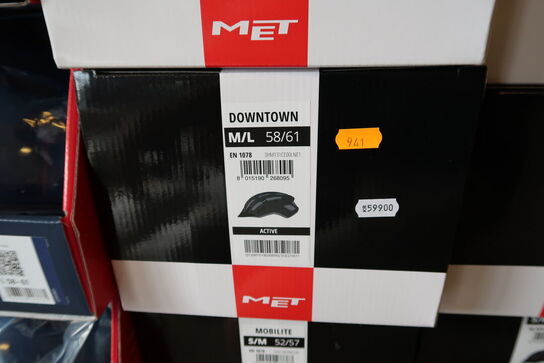 MET
DOWNTOWN
M/L 58/61
EN 1078
8 015190 268095
ACTIVE
941
59900
MET
MOBILITE
S/M 52/57